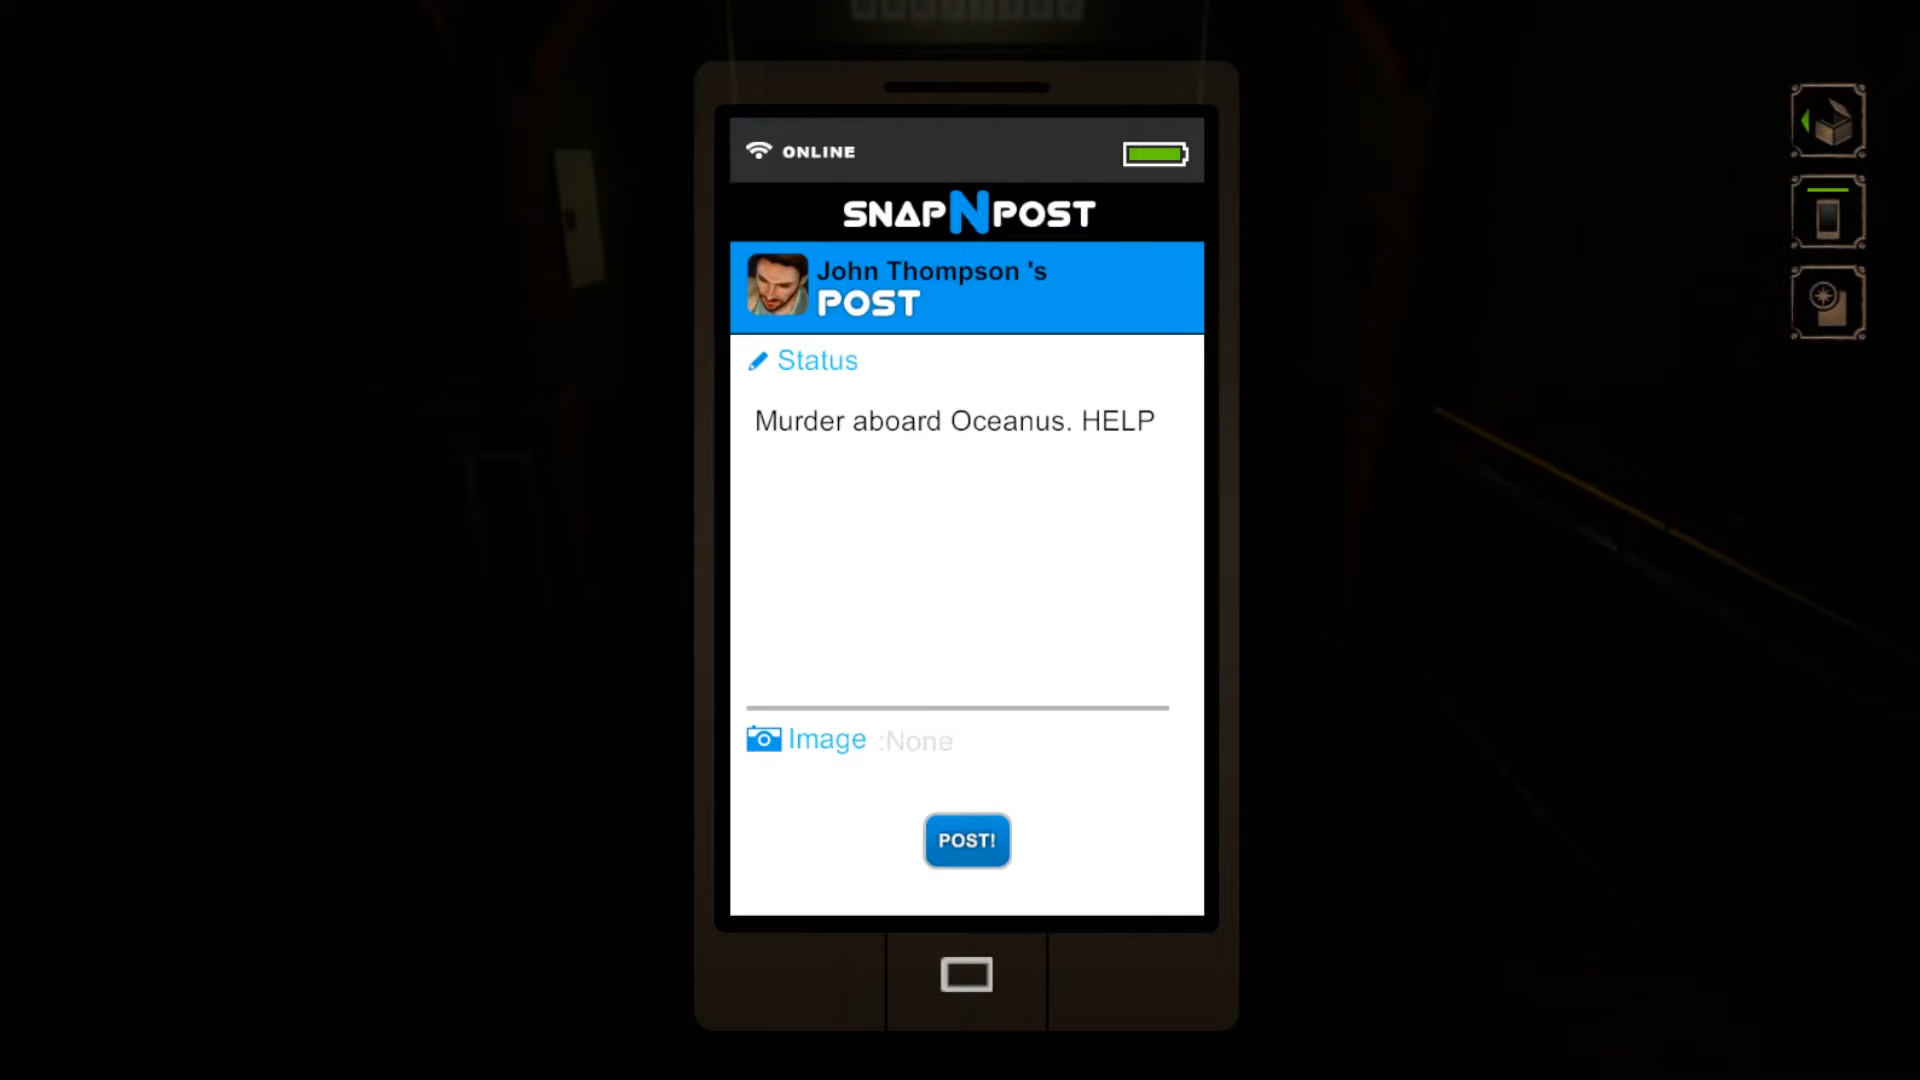 ONLINE
SNAPNPOST
John Thompson 's
POST
Status
Murder aboard Oceanus. HELP
Image :None
POST!